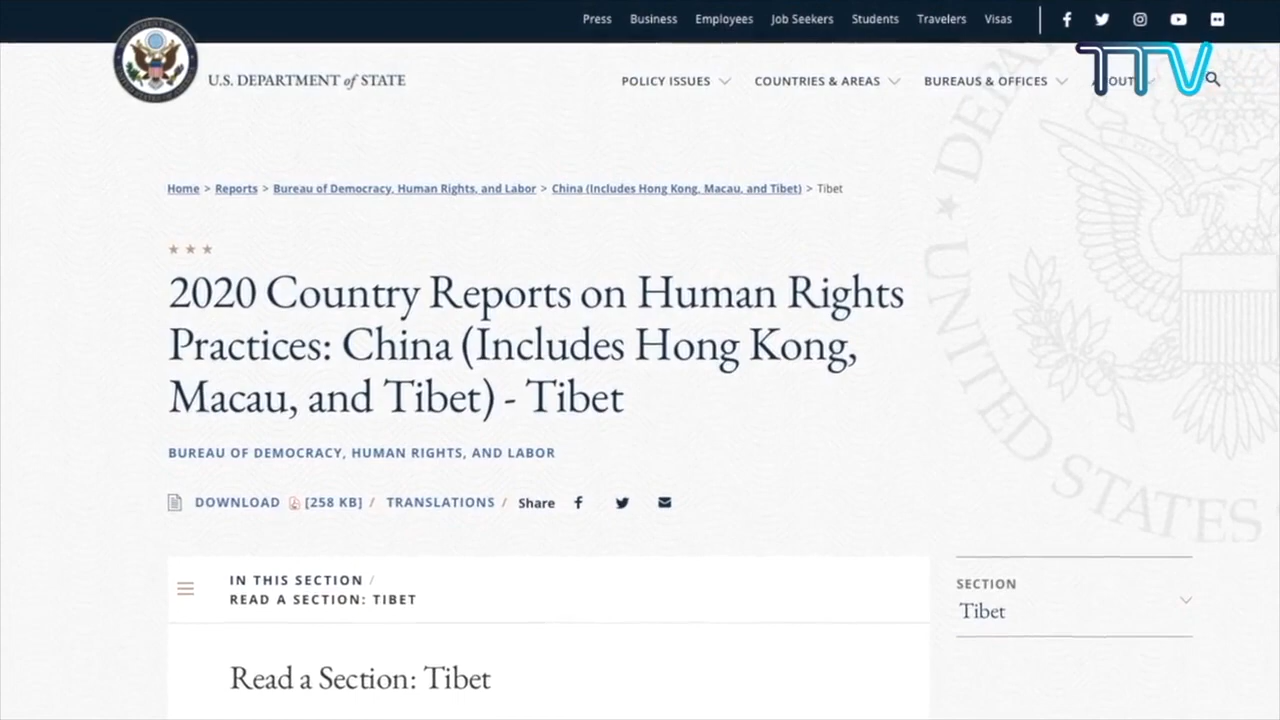 Press Business Employees Job Seekers Students Travelers Visas
TTV
U.S. DEPARTMENT of STATE
POLICY ISSUES COUNTRIES & AREAS BUREAUS & OFFICES ABOUT
Home > Reports > Bureau of Democracy, Human Rights, and Labor > China (Includes Hong Kong, Macau, and Tibet) > Tibet
2020 Country Reports on Human Rights
Practices: China (Includes Hong Kong,
Macau, and Tibet) - Tibet
BUREAU OF DEMOCRACY, HUMAN RIGHTS, AND LABOR
DOWNLOAD [258 KB] / TRANSLATIONS / Share
IN THIS SECTION /
READ A SECTION: TIBET
SECTION
Tibet
Read a Section: Tibet
UNITED STATES